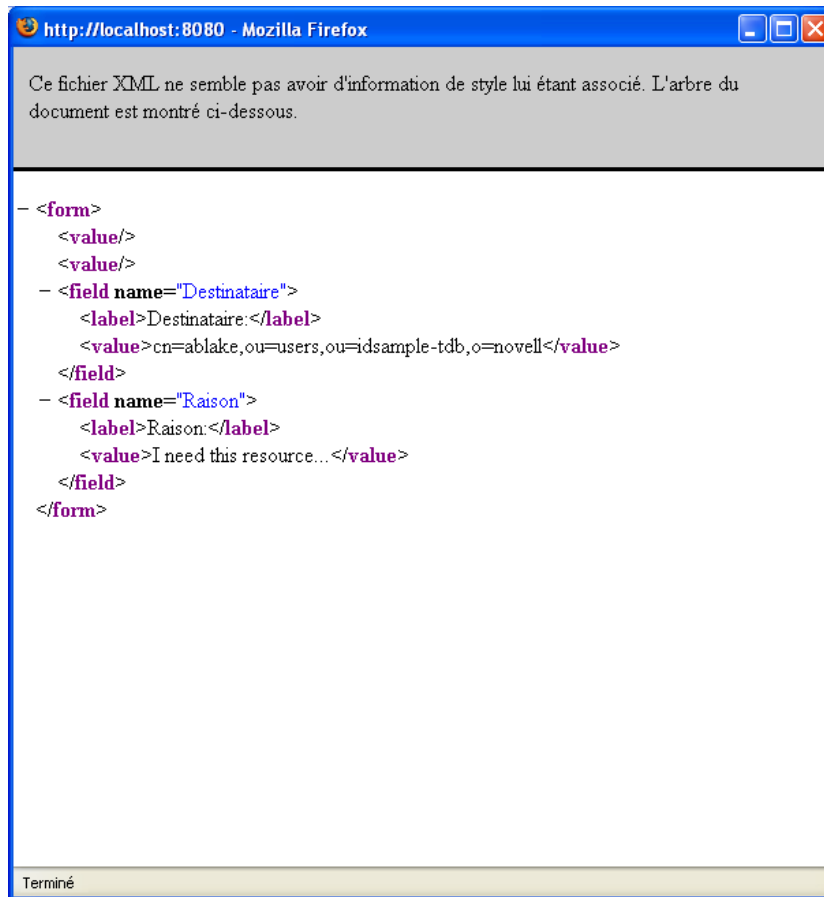 http://localhost:8080 - Mozilla Firefox
Ce fichier XML ne semble pas avoir d'information de style lui étant associé. L'arbre du
document est montré ci-dessous.
− <form>
<value/>
<value/>
− <field name="Destinataire">
<label>Destinataire:</label>
<value>cn=ablake,ou=users,ou=idsample-tdb,o=novell</value>
</field>
− <field name="Raison">
<label>Raison:</label>
<value>I need this resource...</value>
</field>
</form>
Terminé